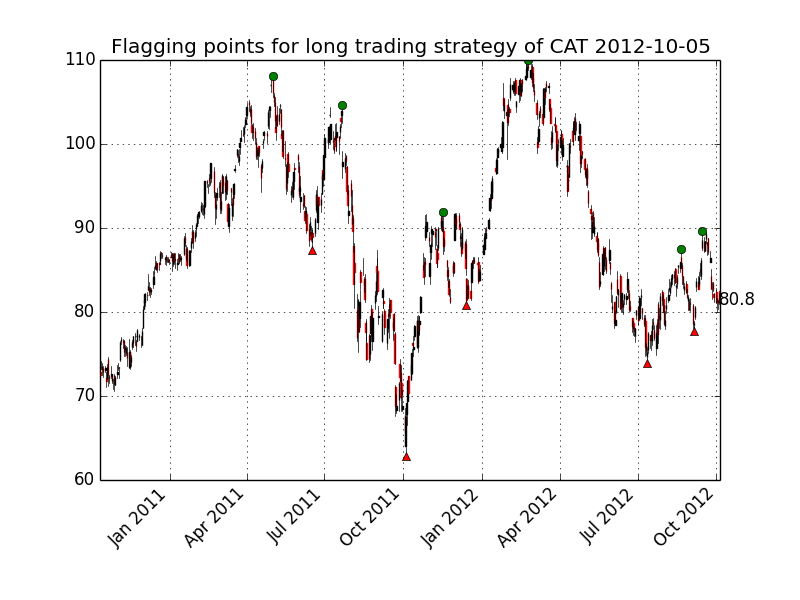 Flagging points for long trading strategy of CAT 2012-10-05
110
100
90
80
70
60
80.8
Jan 2011
Apr 2011
Jul 2011
Oct 2011
Jan 2012
Apr 2012
Jul 2012
Oct 2012